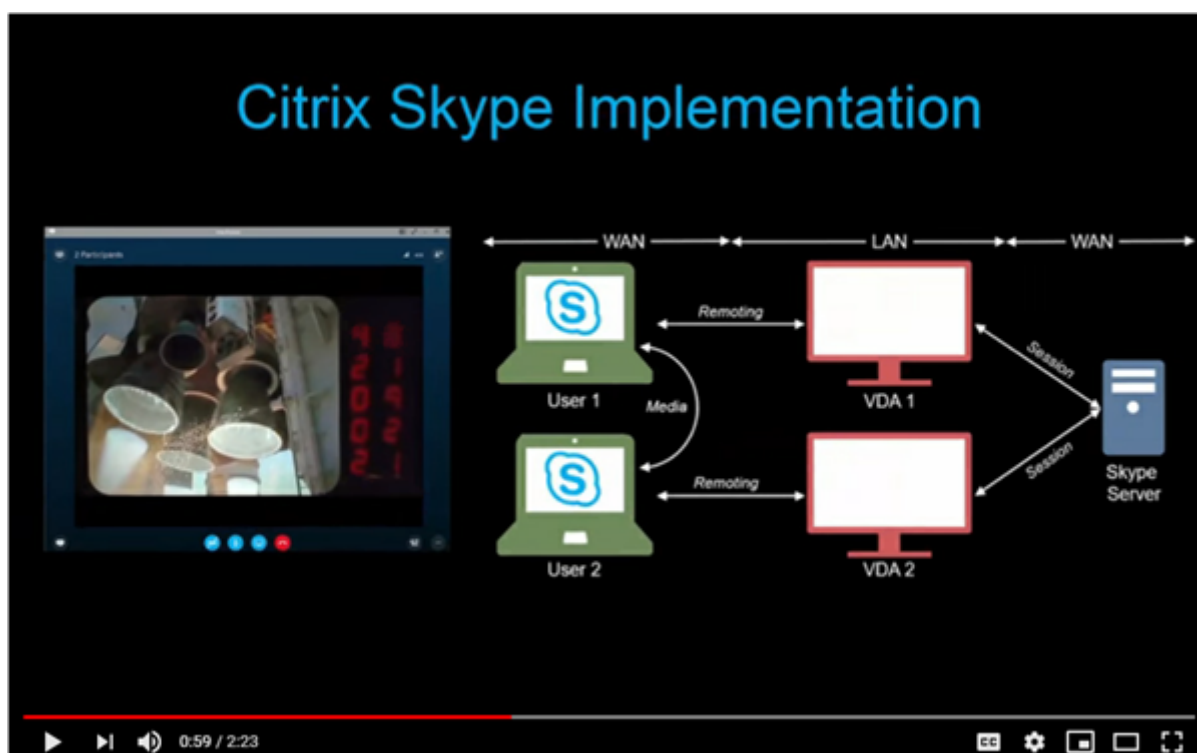 Citrix Skype Implementation
2 Participants
WAN
LAN
WAN
S
Remoting
User 1
VDA 1
Session
Media
S
Remoting
User 2
VDA 2
Session
Skype
Server
0:59 / 2:23
CC